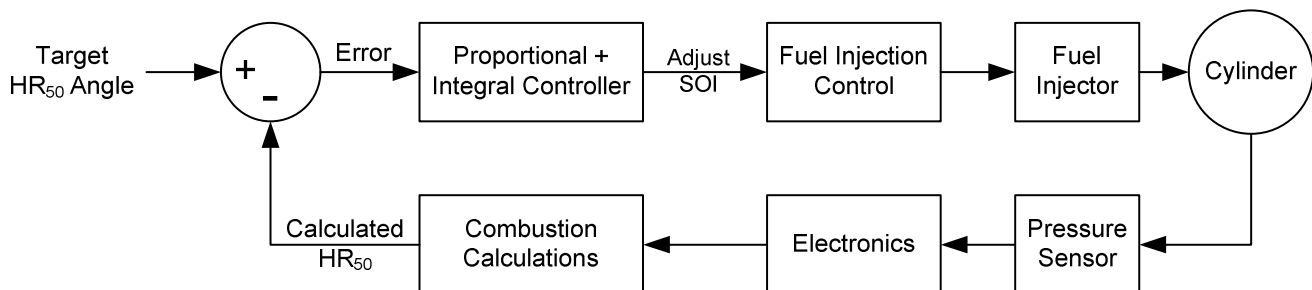 Target
HR₅₀ Angle
+
-
Error
Proportional +
Integral Controller
Adjust
SOI
Fuel Injection
Control
Fuel
Injector
Cylinder
Calculated
HR₅₀
Combustion
Calculations
Electronics
Pressure
Sensor